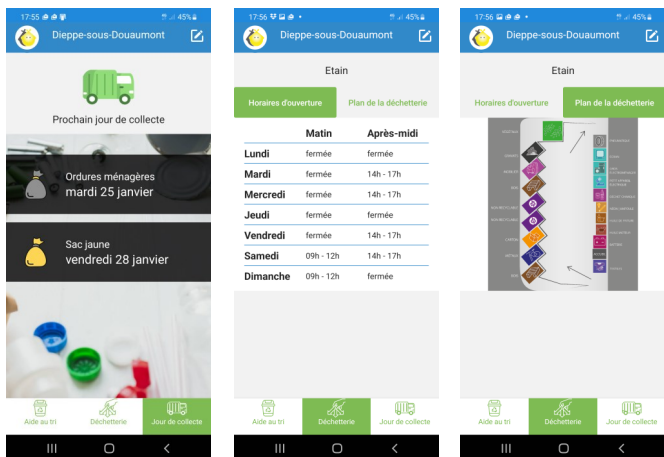 17:55
45%
Dieppe-sous-Douaumont
Prochain jour de collecte
Ordures ménagères
mardi 25 janvier
Sac jaune
vendredi 28 janvier
Aide au tri
Déchetterie
Jour de collecte
17:56
45%
Dieppe-sous-Douaumont
Etain
Horaires d'ouverture
Plan de la déchetterie
Matin Après-midi
Lundi fermée fermée
Mardi fermée 14h - 17h
Mercredi fermée 14h - 17h
Jeudi fermée fermée
Vendredi fermée 14h - 17h
Samedi 09h - 12h 14h - 17h
Dimanche 09h - 12h fermée
Aide au tri
Déchetterie
Jour de collecte
17:56
45%
Dieppe-sous-Douaumont
Etain
Horaires d'ouverture
Plan de la déchetterie
Aide au tri
Déchetterie
Jour de collecte